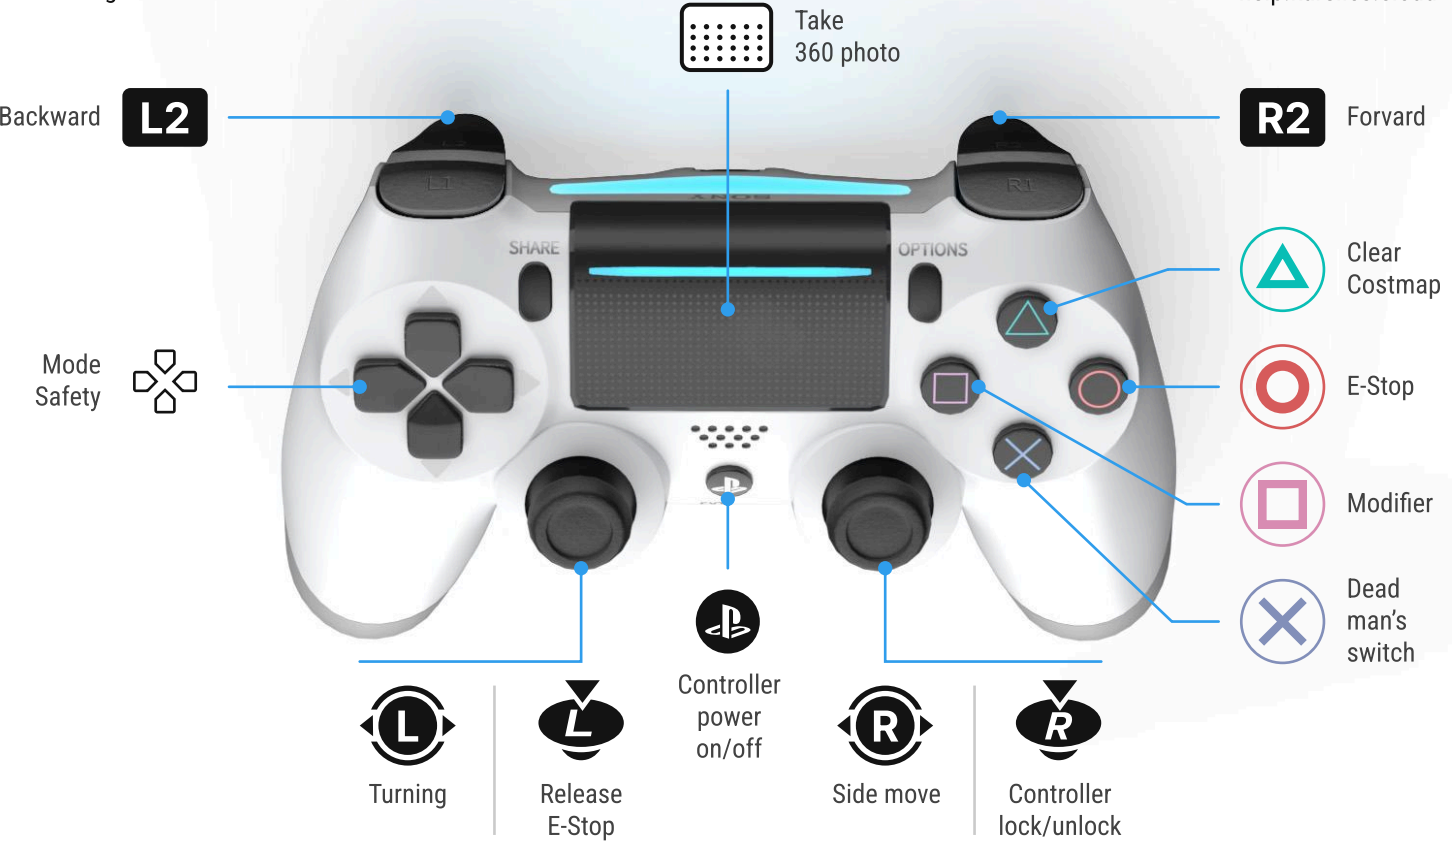 Take
360 photo
Backward
L2
R2
Forvard
L1
R1
SONY
SHARE
OPTIONS
Clear
Costmap
Mode
Safety
E-Stop
Modifier
Dead
man's
switch
Controller
power
on/off
L
L
R
R
Turning
Release
E-Stop
Side move
Controller
lock/unlock